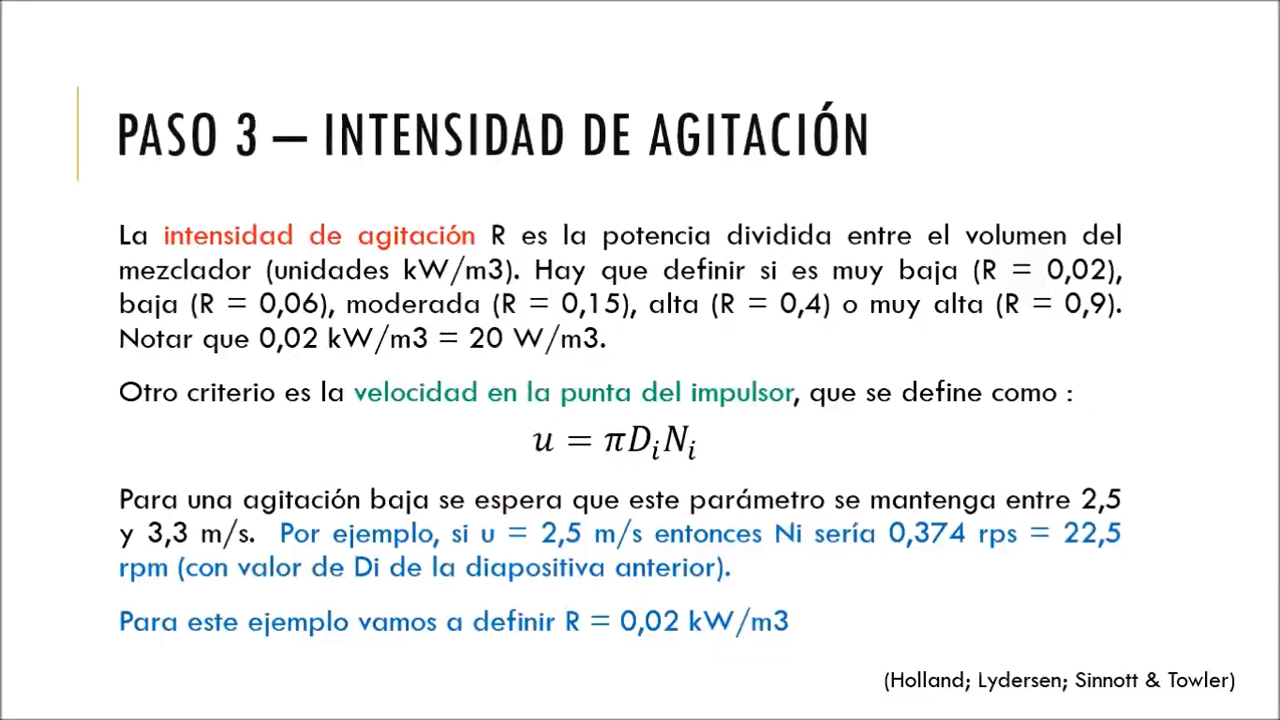 PASO 3 – INTENSIDAD DE AGITACIÓN
La intensidad de agitación R es la potencia dividida entre el volumen del
mezclador (unidades kW/m3). Hay que definir si es muy baja (R = 0,02),
baja (R = 0,06), moderada (R = 0,15), alta (R = 0,4) o muy alta (R = 0,9).
Notar que 0,02 kW/m3 = 20 W/m3.
Otro criterio es la velocidad en la punta del impulsor, que se define como :
u = πDᵢNᵢ
Para una agitación baja se espera que este parámetro se mantenga entre 2,5
y 3,3 m/s. Por ejemplo, si u = 2,5 m/s entonces Ni sería 0,374 rps = 22,5
rpm (con valor de Di de la diapositiva anterior).
Para este ejemplo vamos a definir R = 0,02 kW/m3
(Holland; Lydersen; Sinnott & Towler)